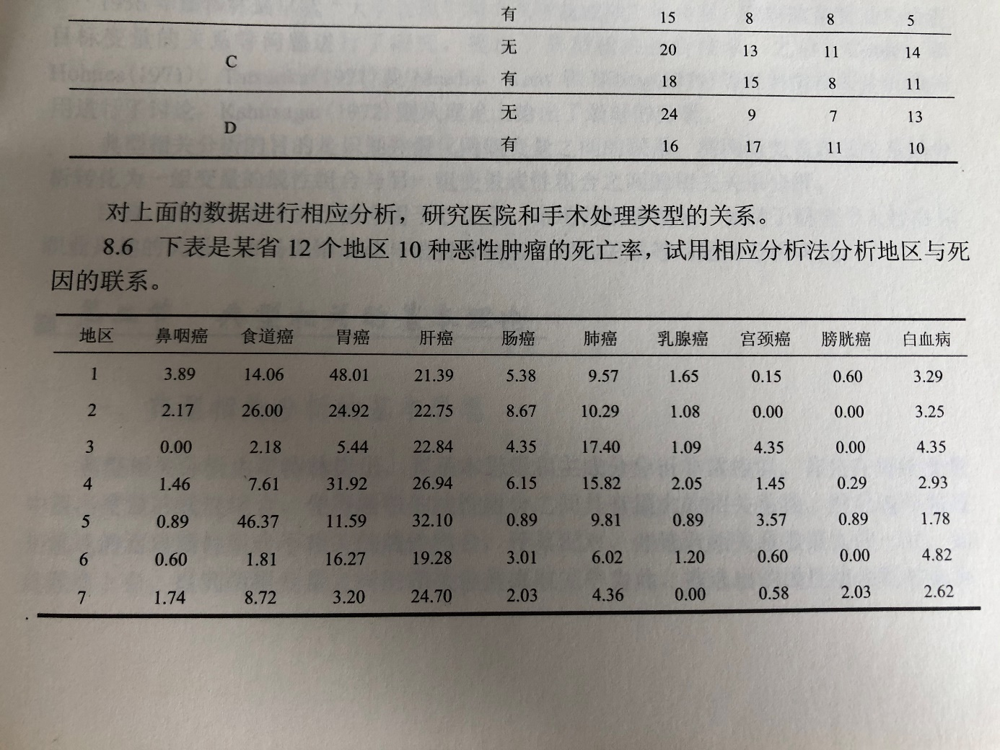 有 15 8 8 5
C 无 20 13 11 14
有 18 15 8 11
D 无 24 9 7 13
有 16 17 11 10
对上面的数据进行相应分析，研究医院和手术处理类型的关系。
8.6 下表是某省 12 个地区 10 种恶性肿瘤的死亡率，试用相应分析法分析地区与死
因的联系。
地区 鼻咽癌 食道癌 胃癌 肝癌 肠癌 肺癌 乳腺癌 宫颈癌 膀胱癌 白血病
1 3.89 14.06 48.01 21.39 5.38 9.57 1.65 0.15 0.60 3.29
2 2.17 26.00 24.92 22.75 8.67 10.29 1.08 0.00 0.00 3.25
3 0.00 2.18 5.44 22.84 4.35 17.40 1.09 4.35 0.00 4.35
4 1.46 7.61 31.92 26.94 6.15 15.82 2.05 1.45 0.29 2.93
5 0.89 46.37 11.59 32.10 0.89 9.81 0.89 3.57 0.89 1.78
6 0.60 1.81 16.27 19.28 3.01 6.02 1.20 0.60 0.00 4.82
7 1.74 8.72 3.20 24.70 2.03 4.36 0.00 0.58 2.03 2.62